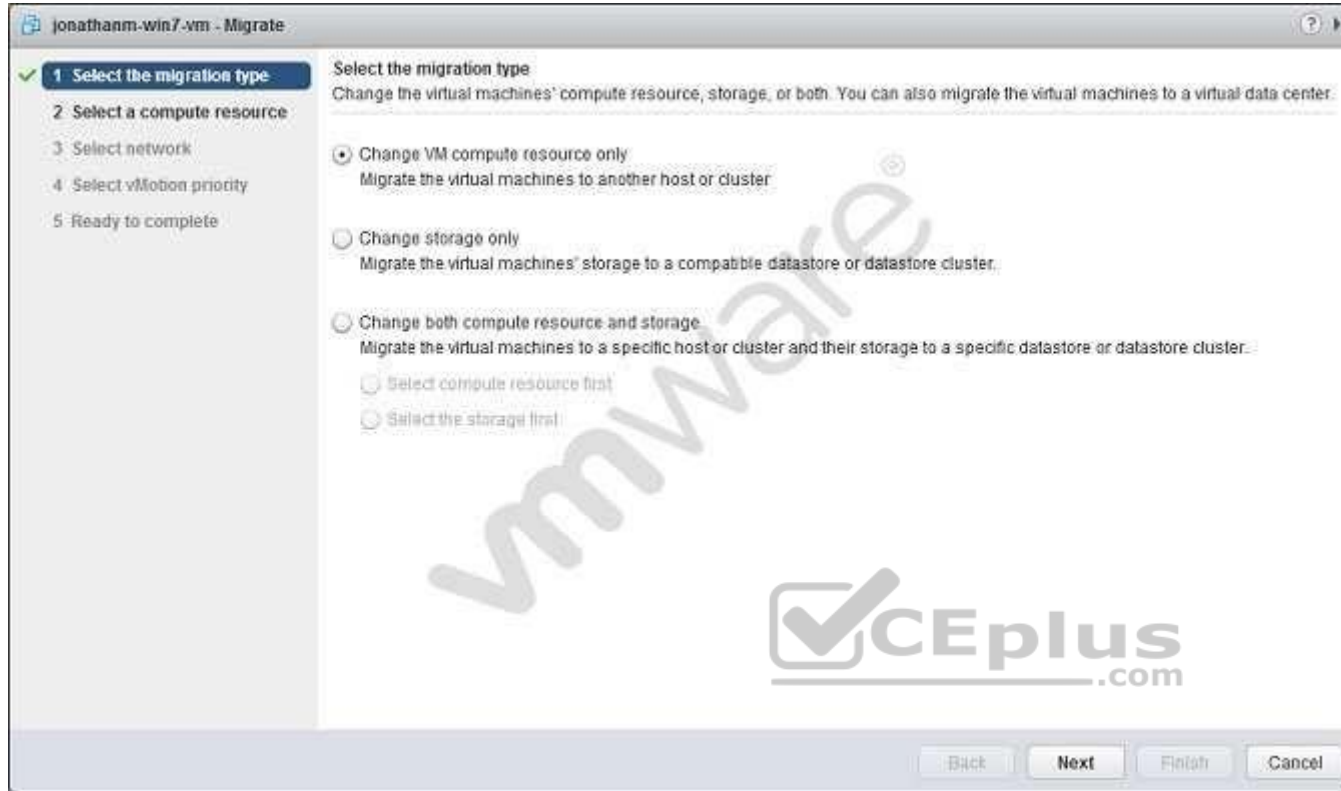 jonathanm-win7-vm - Migrate
?
1 Select the migration type
2 Select a compute resource
3 Select network
4 Select vMotion priority
5 Ready to complete
Select the migration type
Change the virtual machines' compute resource, storage, or both. You can also migrate the virtual machines to a virtual data center.
Change VM compute resource only
Migrate the virtual machines to another host or cluster
Change storage only
Migrate the virtual machines' storage to a compatible datastore or datastore cluster.
Change both compute resource and storage
Migrate the virtual machines to a specific host or cluster and their storage to a specific datastore or datastore cluster.
Select compute resource first
Select the storage first
vmware®
CEplus
.com
Back Next Finish Cancel